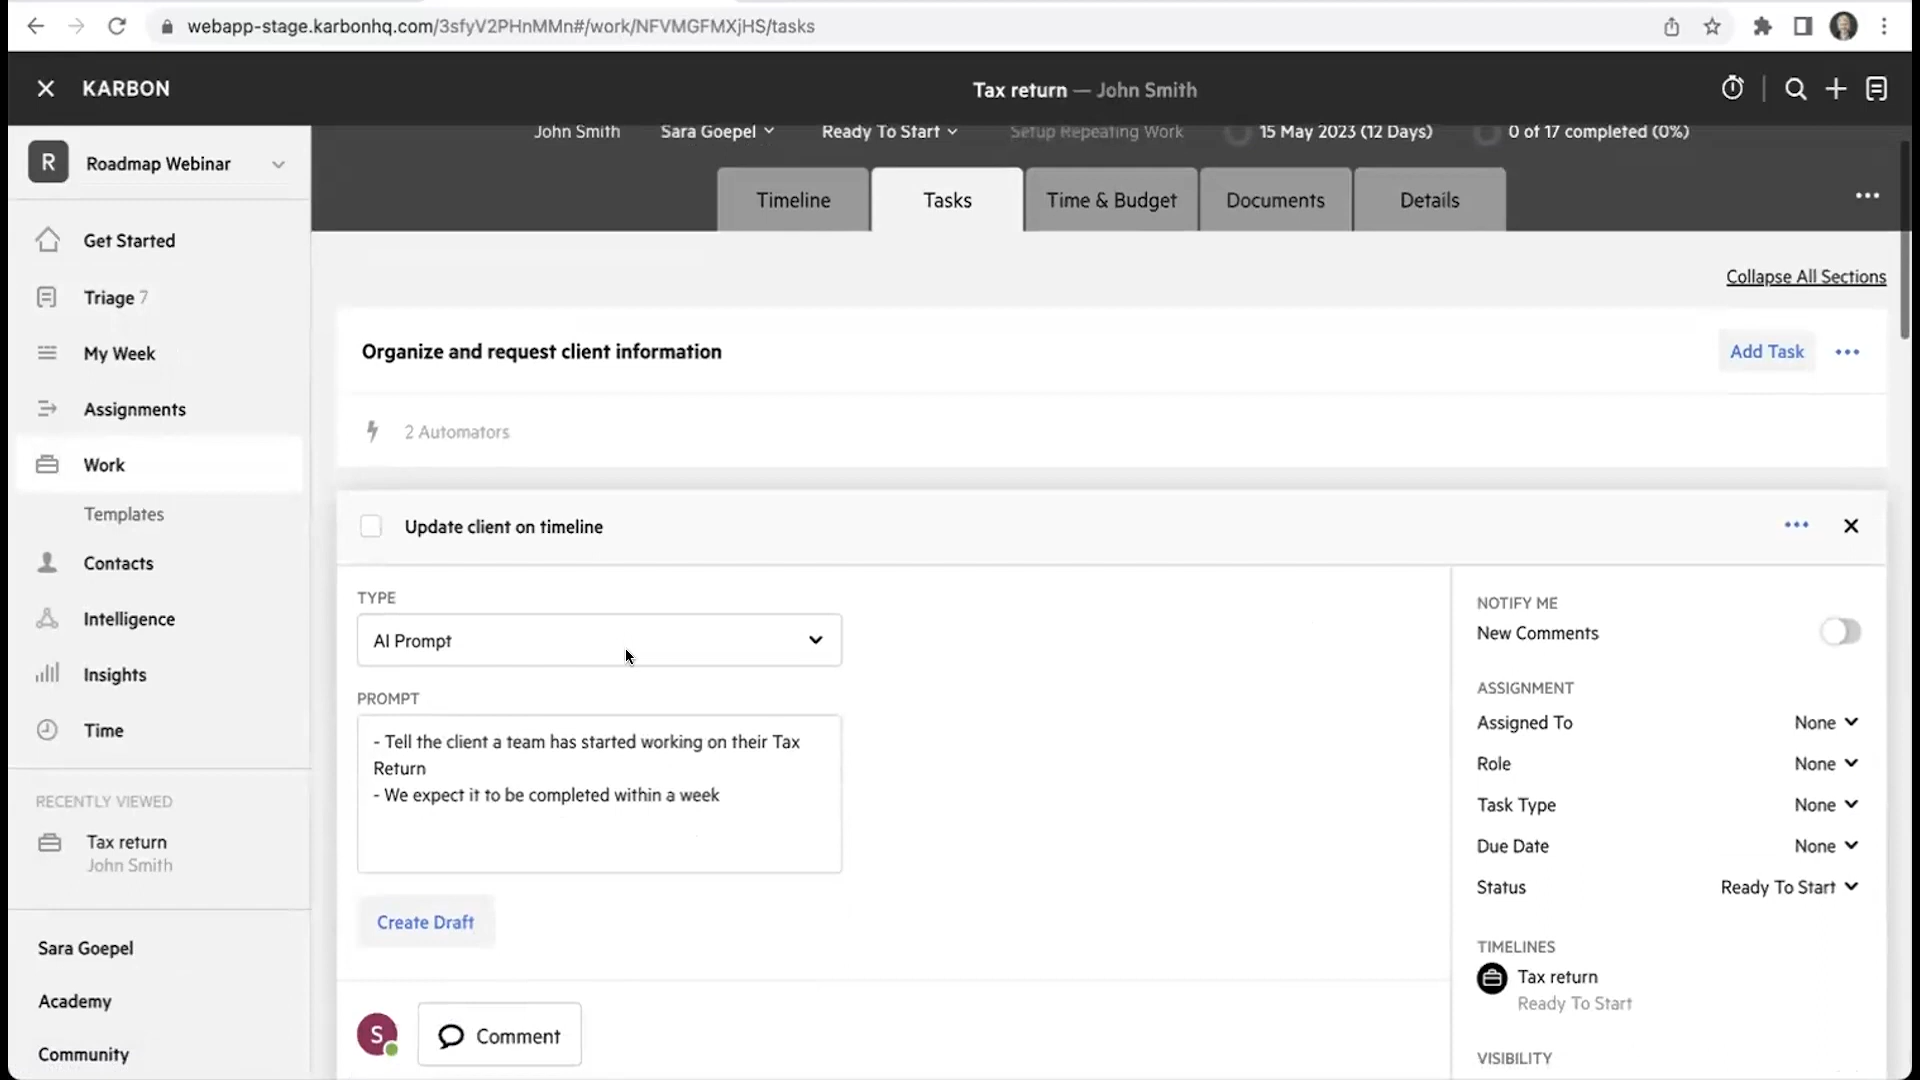 webapp-stage.karbonhq.com/3sfyV2PHnMMn#/work/NFVMGFMXjHS/tasks
KARBON
Tax return — John Smith
R
Roadmap Webinar
John Smith
Sara Goepel
Ready To Start
Setup Repeating Work
15 May 2023 (12 Days)
0 of 17 completed (0%)
Timeline
Tasks
Time & Budget
Documents
Details
Get Started
Triage 7
My Week
Assignments
Work
Templates
Contacts
Intelligence
Insights
Time
RECENTLY VIEWED
Tax return
John Smith
Sara Goepel
Academy
Community
Collapse All Sections
Organize and request client information
Add Task
2 Automators
Update client on timeline
TYPE
AI Prompt
PROMPT
- Tell the client a team has started working on their Tax
Return
- We expect it to be completed within a week
Create Draft
S
Comment
NOTIFY ME
New Comments
ASSIGNMENT
Assigned To None
Role None
Task Type None
Due Date None
Status Ready To Start
TIMELINES
Tax return
Ready To Start
VISIBILITY